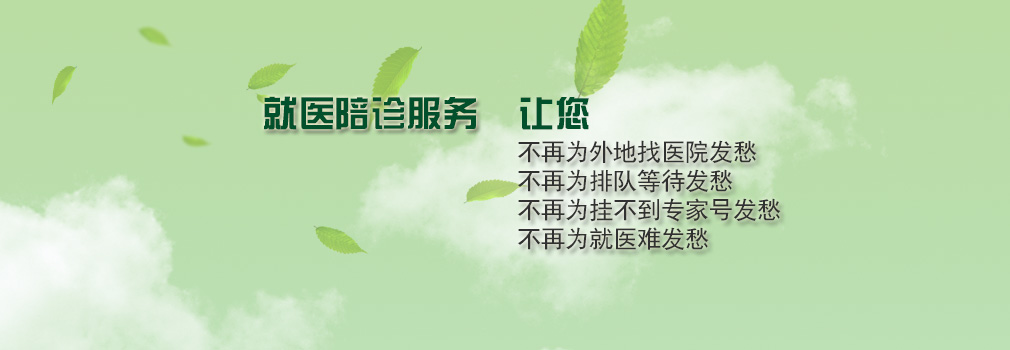 就医陪诊服务 让您
不再为外地找医院发愁
不再为排队等待发愁
不再为挂不到专家号发愁
不再为就医难发愁